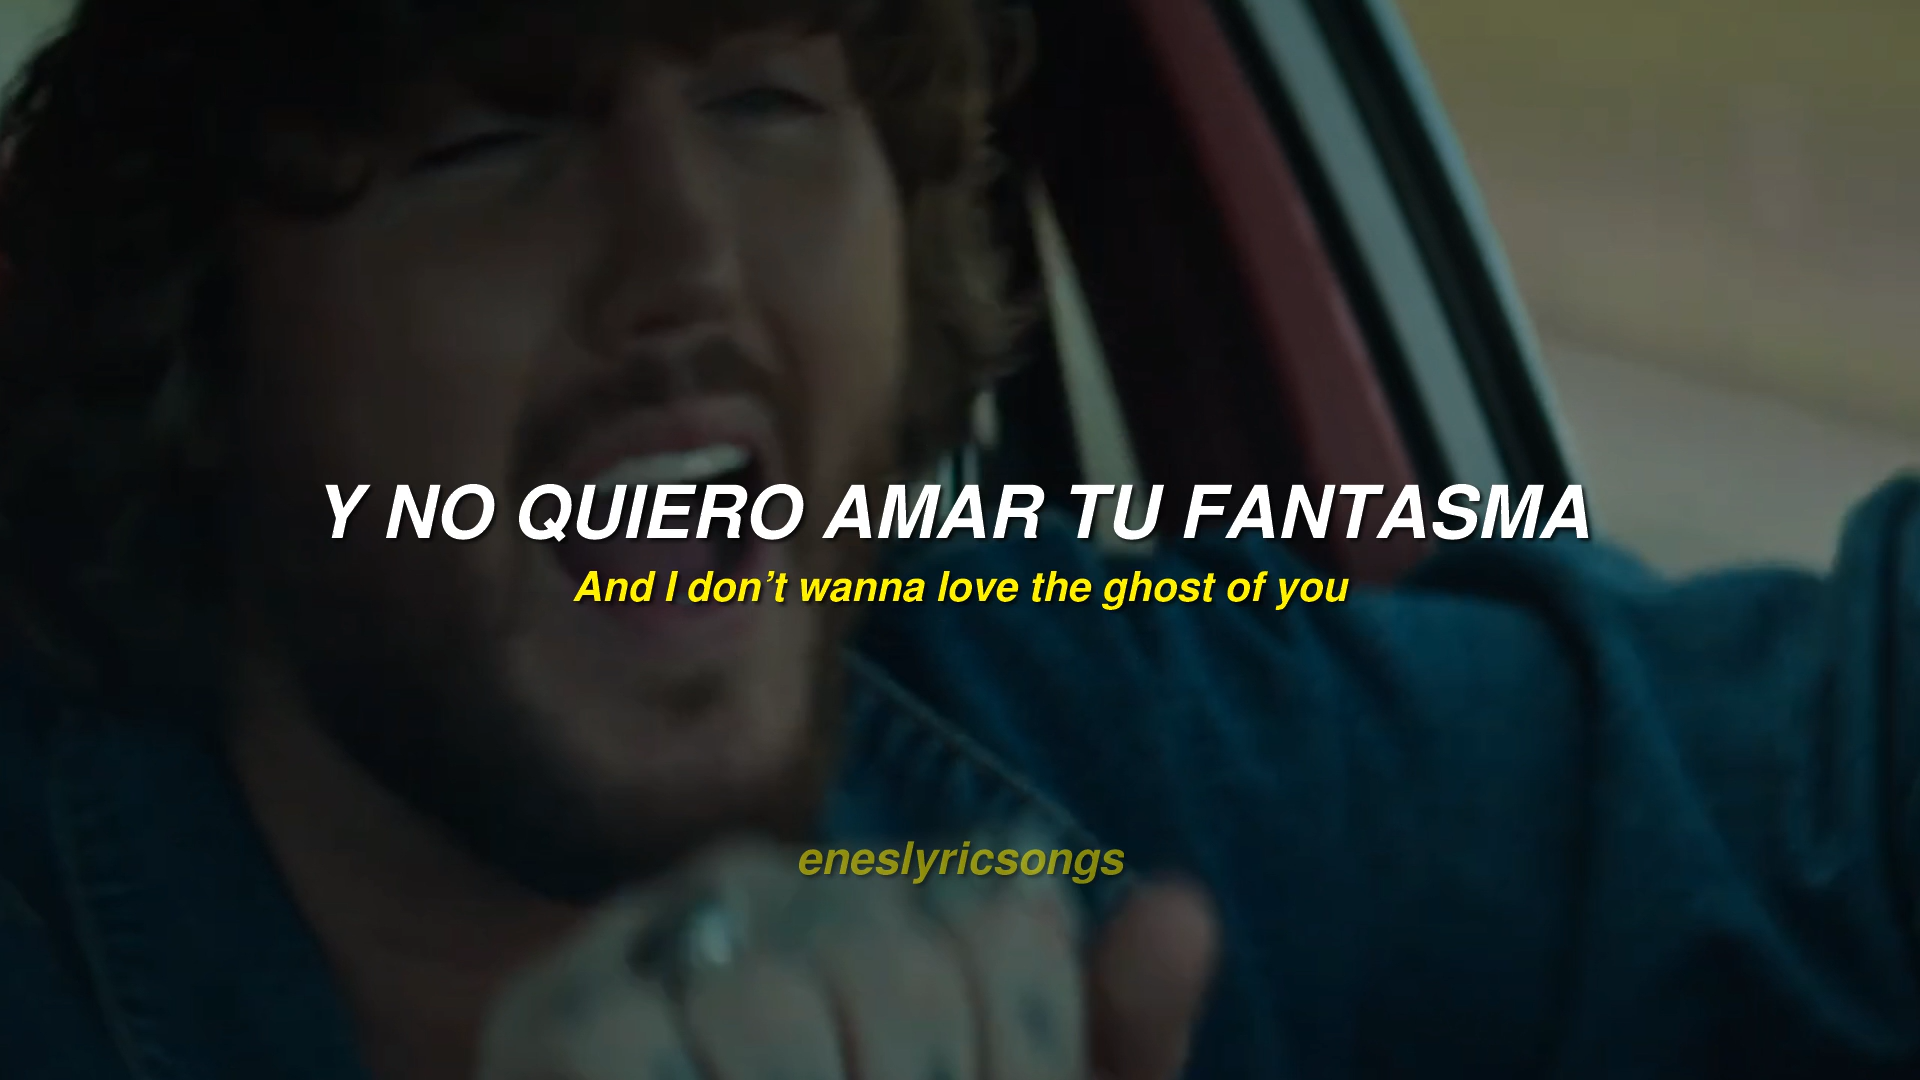 Y NO QUIERO AMAR TU FANTASMA
And I don’t wanna love the ghost of you
eneslyricsongs